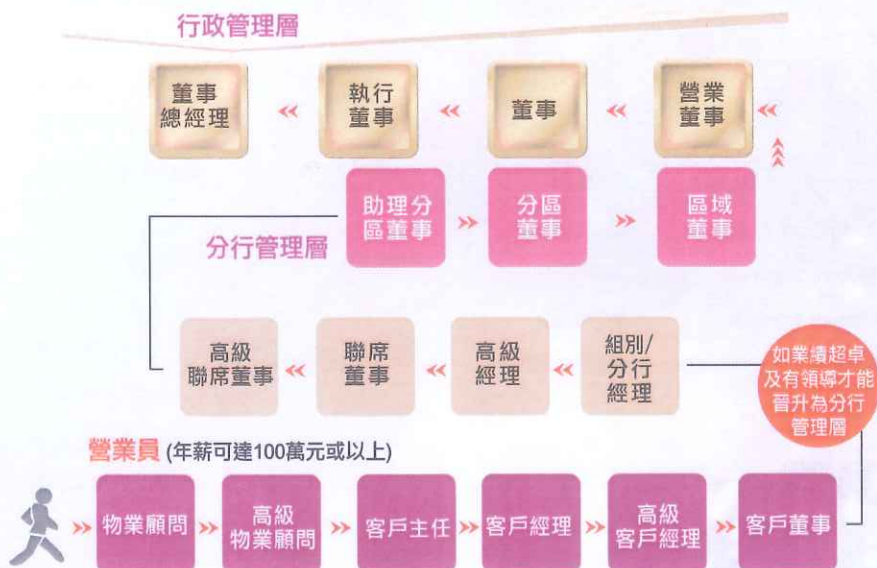 行政管理層
董事
總經理
執行
董事
董事
營業
董事
助理分
區董事
分區
董事
區域
董事
分行管理層
高級
聯席董事
聯席
董事
高級
經理
組別/
分行
經理
如業績超卓
及有領導才能
晉升為分行
管理層
營業員 (年薪可達100萬元或以上)
物業顧問
高級
物業顧問
客戶主任
客戶經理
高級
客戶經理
客戶董事